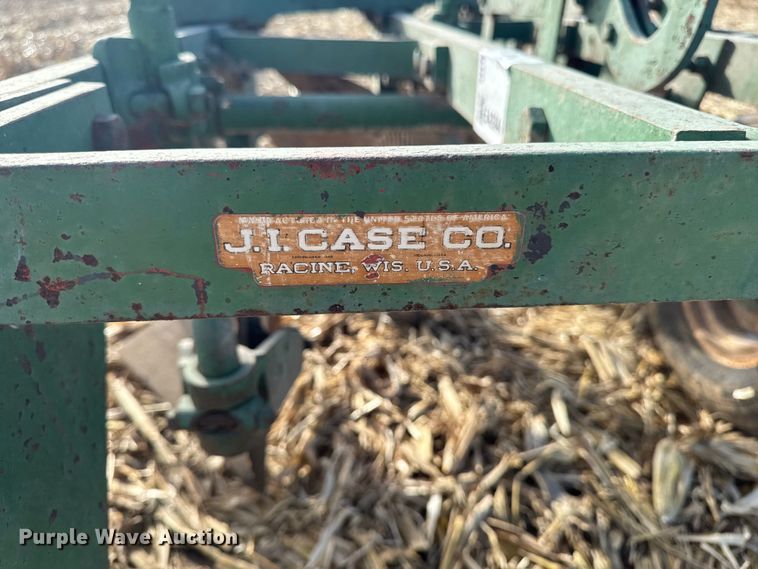 MANUFACTURED IN THE UNITED STATES OF AMERICA
J.I. CASE CO.
RACINE, WIS. U.S.A.
Purple Wave Auction